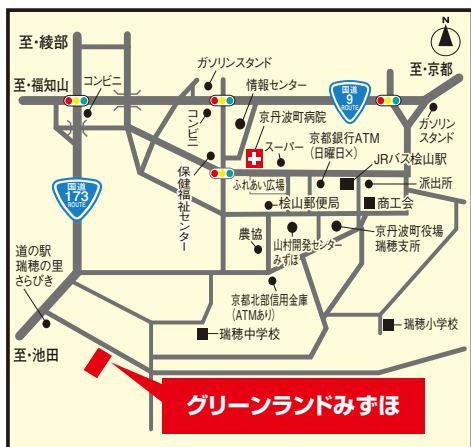 至・綾部
N
至・福知山
コンビニ
ガソリンスタンド
情報センター
国道
9
ROUTE
至・京都
コンビニ
京丹波町病院
スーパー
京都銀行ATM
(日曜日×)
ガソリン
スタンド
JRバス桧山駅
保健福祉センター
ふれあい広場
派出所
国道
173
ROUTE
桧山郵便局
商工会
農協
山村開発センター
みずほ
京丹波町役場
瑞穂支所
道の駅
瑞穂の里
さらびき
京都北部信用金庫
(ATMあり)
瑞穂中学校
瑞穂小学校
至・池田
グリーンランドみずほ